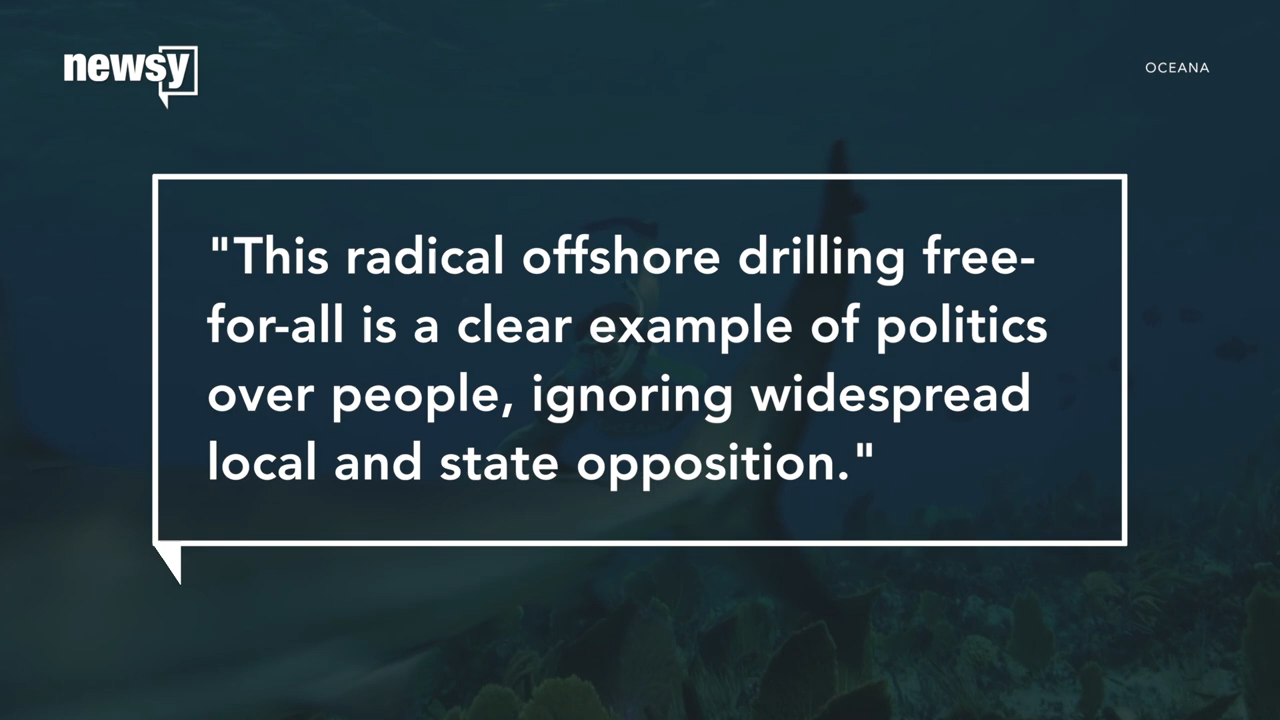 newsy
OCEANA
"This radical offshore drilling free-
for-all is a clear example of politics
over people, ignoring widespread
local and state opposition."